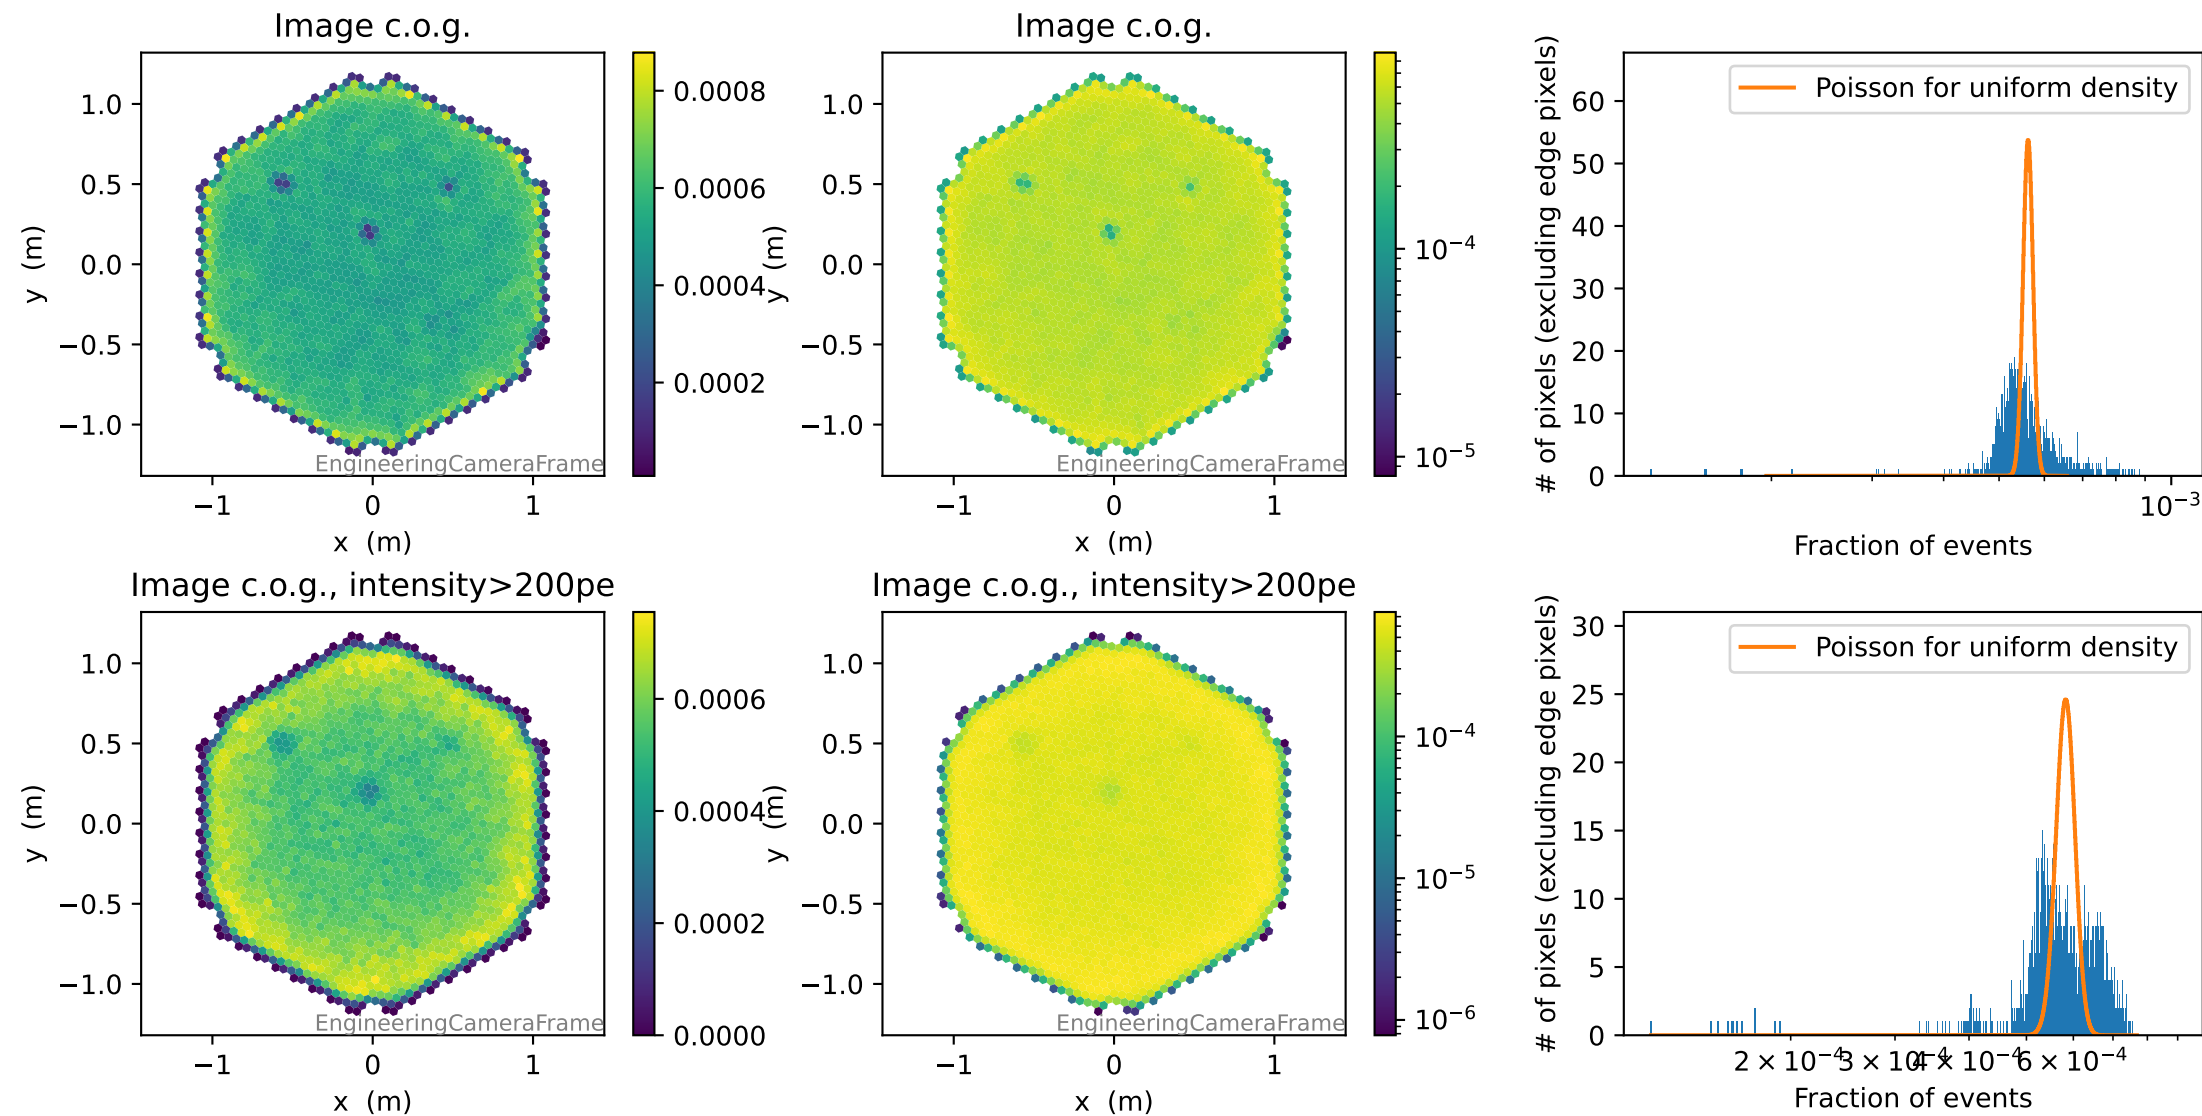 Image c.o.g.
1.0
0.5
0.0
−0.5
−1.0
y (m)
−1
0
1
x (m)
EngineeringCameraFrame
0.0008
0.0006
0.0004
0.0002
Image c.o.g.
1.0
0.5
0.0
−0.5
−1.0
y (m)
−1
0
1
x (m)
EngineeringCameraFrame
10⁻⁴
10⁻⁵
Poisson for uniform density
# of pixels (excluding edge pixels)
60
50
40
30
20
10
0
10⁻³
Fraction of events
Image c.o.g., intensity>200pe
1.0
0.5
0.0
−0.5
−1.0
y (m)
−1
0
1
x (m)
EngineeringCameraFrame
0.0006
0.0004
0.0002
0.0000
Image c.o.g., intensity>200pe
1.0
0.5
0.0
−0.5
−1.0
y (m)
−1
0
1
x (m)
EngineeringCameraFrame
10⁻⁴
10⁻⁵
10⁻⁶
Poisson for uniform density
# of pixels (excluding edge pixels)
30
25
20
15
10
5
0
2 × 10⁻⁴
3 × 10⁻⁴
4 × 10⁻⁴
6 × 10⁻⁴
Fraction of events